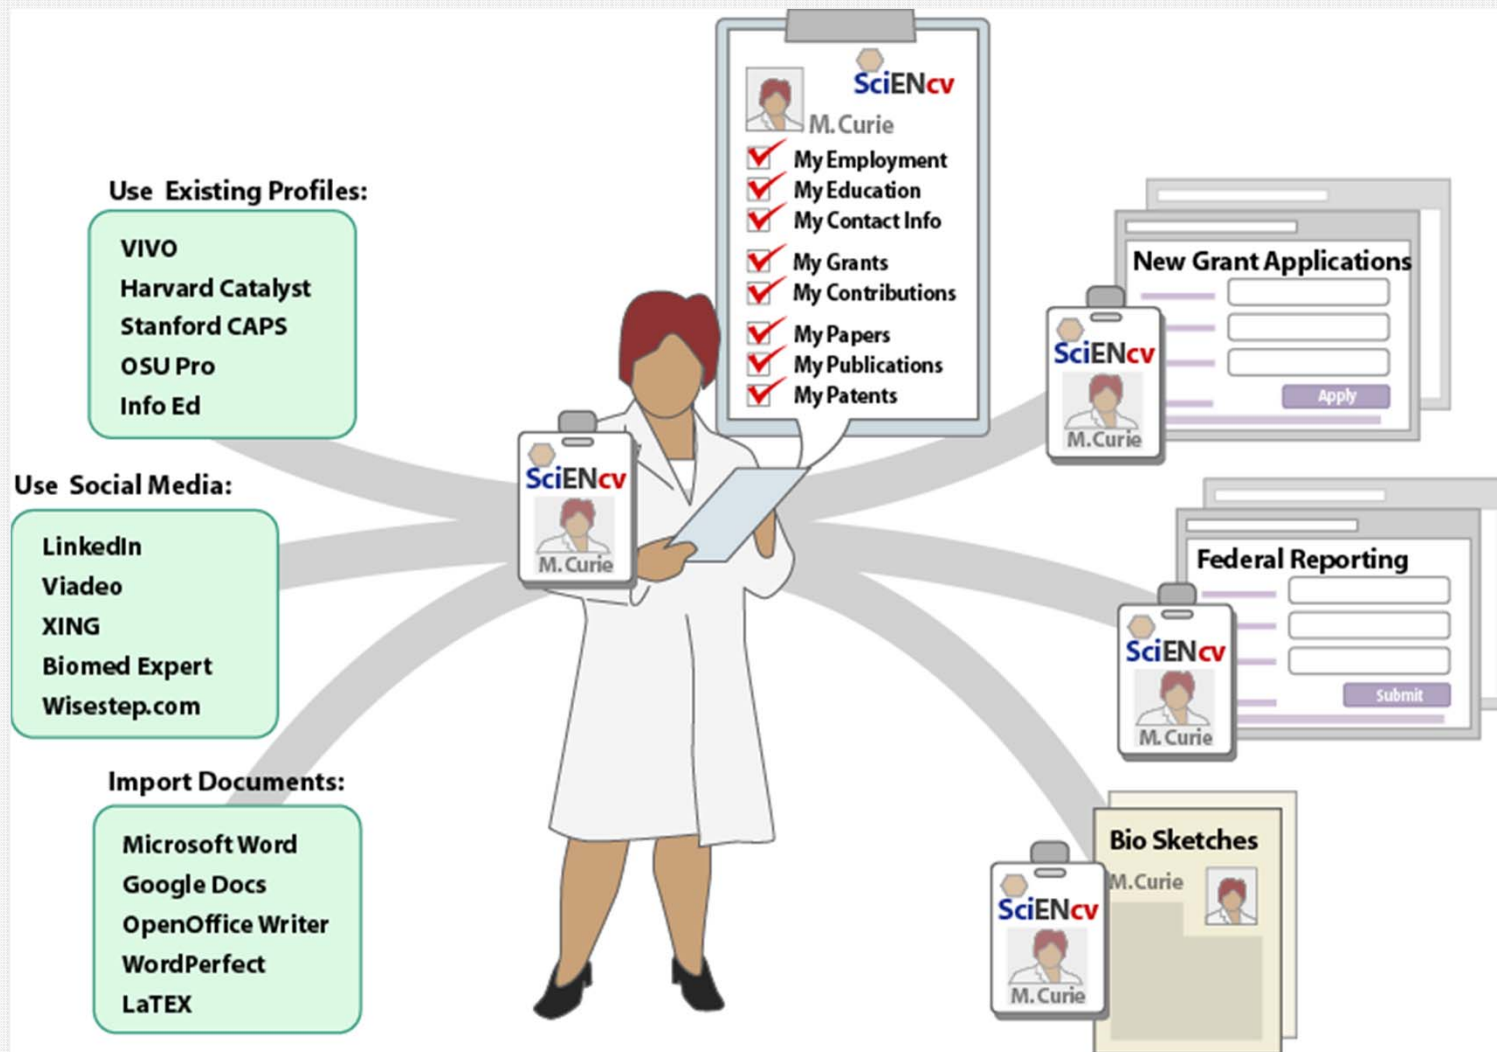 SciENcv
M. Curie
My Employment
My Education
My Contact Info
My Grants
My Contributions
My Papers
My Publications
My Patents
Use Existing Profiles:
VIVO
Harvard Catalyst
Stanford CAPS
OSU Pro
Info Ed
Use Social Media:
LinkedIn
Viadeo
XING
Biomed Expert
Wisestep.com
Import Documents:
Microsoft Word
Google Docs
OpenOffice Writer
WordPerfect
LaTEX
SciENcv
M. Curie
New Grant Applications
Apply
SciENcv
M. Curie
Federal Reporting
Submit
SciENcv
M. Curie
Bio Sketches
M. Curie
SciENcv
M. Curie